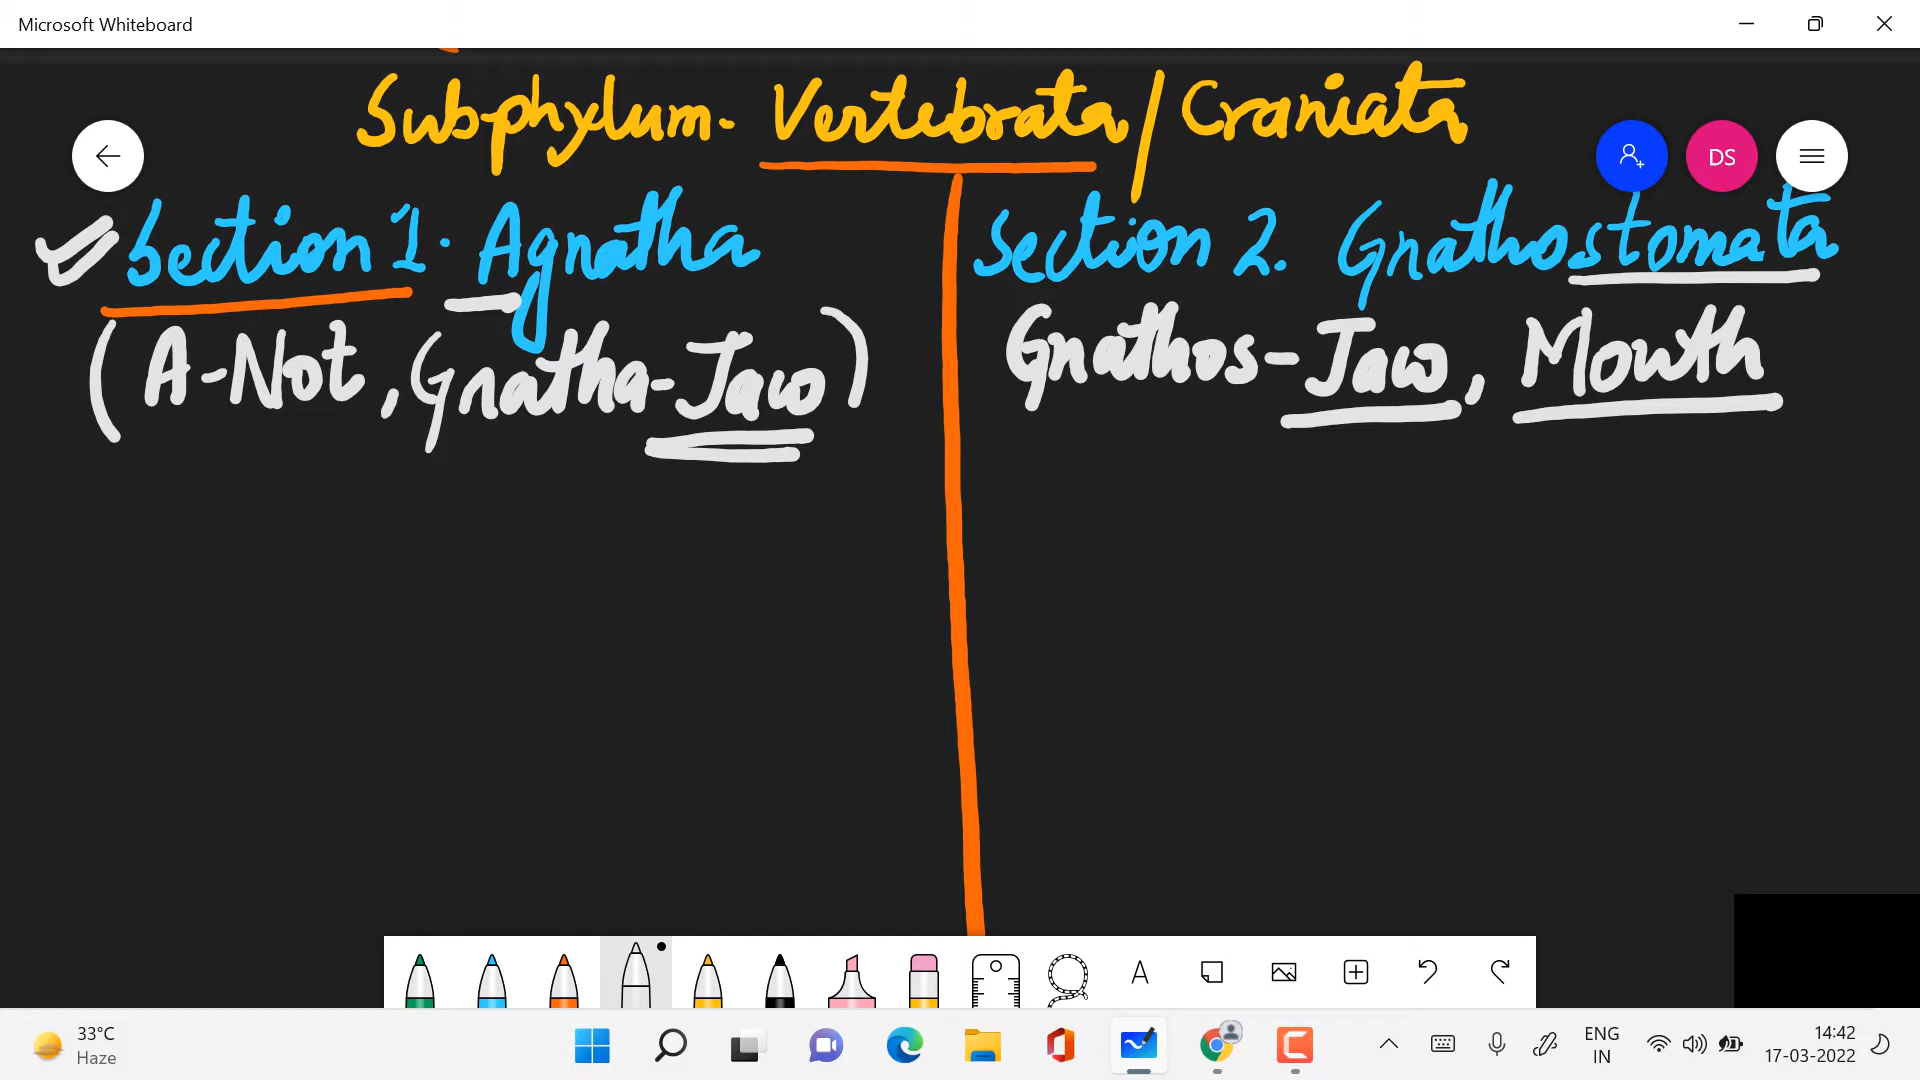 Microsoft Whiteboard
Subphylum- Vertebrata/Craniata
DS
Section 1. Agnatha
Section 2. Gnathostomata
(A-Not, Gnatha-Jaw)
Gnathos-Jaw, Mouth
A
33°C
Haze
ENG
IN
14:42
17-03-2022